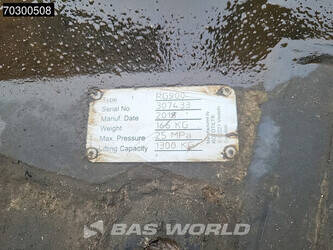 70300508
Type RG900
Serial No 307433
Manuf. Date 2018
Weight 166 KG
Max. Pressure 25 MPa
Lifting Capacity 1300 KG
BAS WORLD